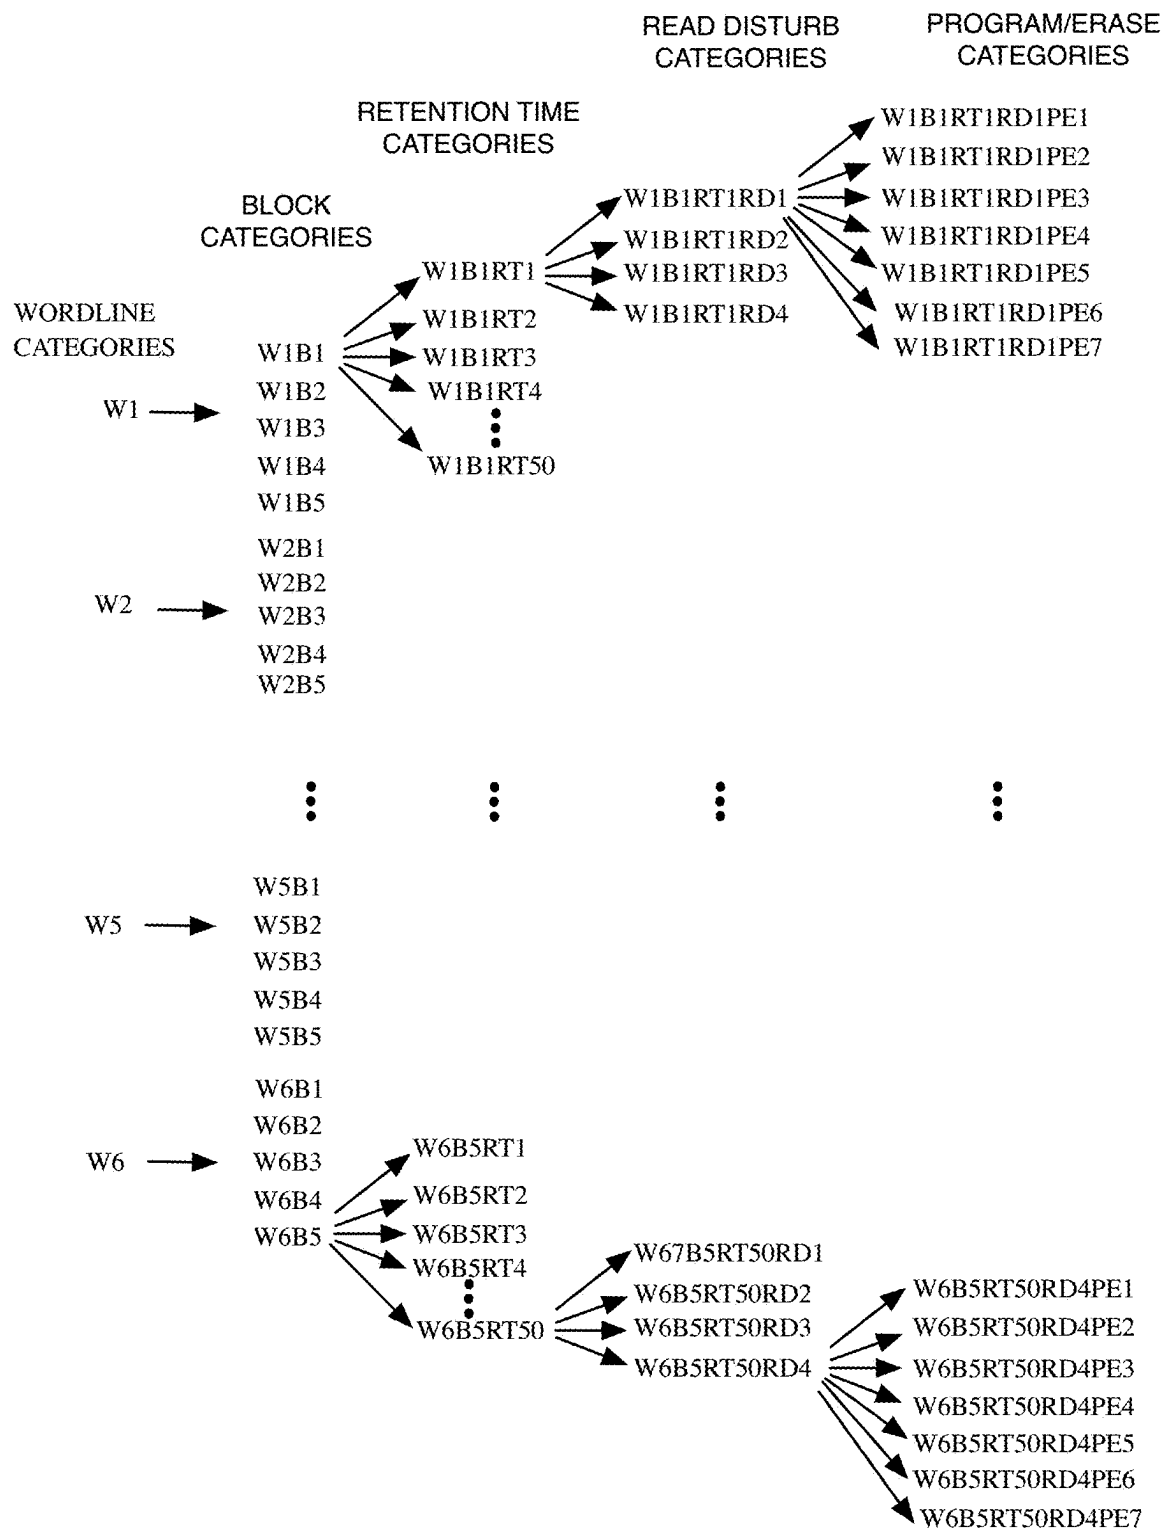 READ DISTURB
CATEGORIES
PROGRAM/ERASE
CATEGORIES
RETENTION TIME
CATEGORIES
BLOCK
CATEGORIES
WORDLINE
CATEGORIES
W1
W1B1
W1B2
W1B3
W1B4
W1B5
W1B1RT1
W1B1RT2
W1B1RT3
W1B1RT4
W1B1RT50
W1B1RT1RD1
W1B1RT1RD2
W1B1RT1RD3
W1B1RT1RD4
W1B1RT1RD1PE1
W1B1RT1RD1PE2
W1B1RT1RD1PE3
W1B1RT1RD1PE4
W1B1RT1RD1PE5
W1B1RT1RD1PE6
W1B1RT1RD1PE7
W2
W2B1
W2B2
W2B3
W2B4
W2B5
W5
W5B1
W5B2
W5B3
W5B4
W5B5
W6
W6B1
W6B2
W6B3
W6B4
W6B5
W6B5RT1
W6B5RT2
W6B5RT3
W6B5RT4
W6B5RT50
W67B5RT50RD1
W6B5RT50RD2
W6B5RT50RD3
W6B5RT50RD4
W6B5RT50RD4PE1
W6B5RT50RD4PE2
W6B5RT50RD4PE3
W6B5RT50RD4PE4
W6B5RT50RD4PE5
W6B5RT50RD4PE6
W6B5RT50RD4PE7